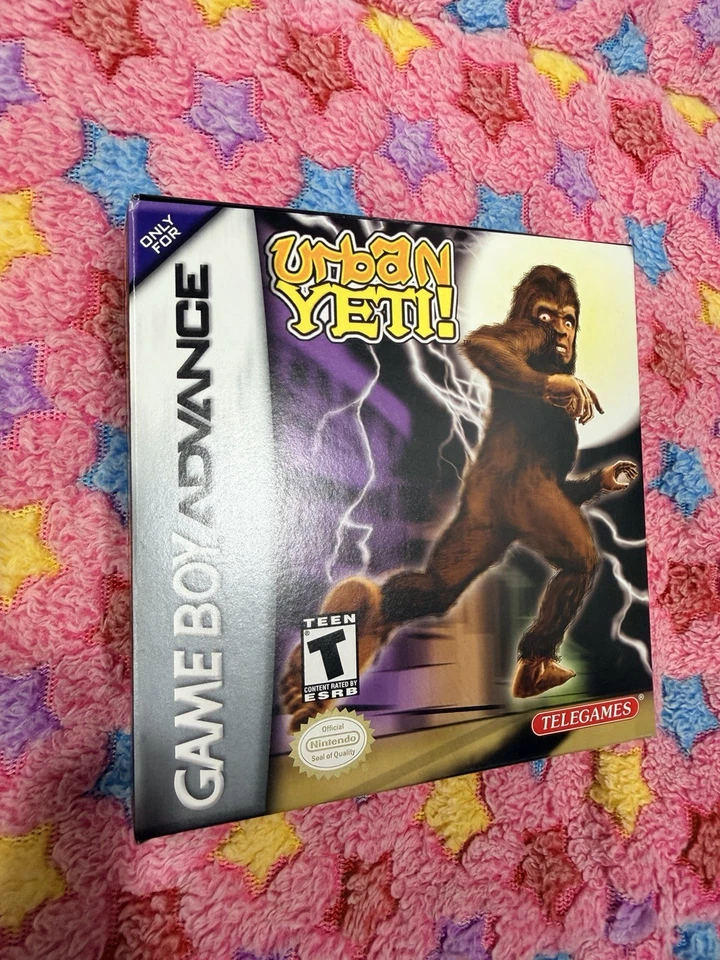 ONLY
FOR
GAME BOY ADVANCE
Urban
YETI!
TEEN
T
®
CONTENT RATED BY
ESRB
Official
Nintendo
Seal of Quality
TELEGAMES®